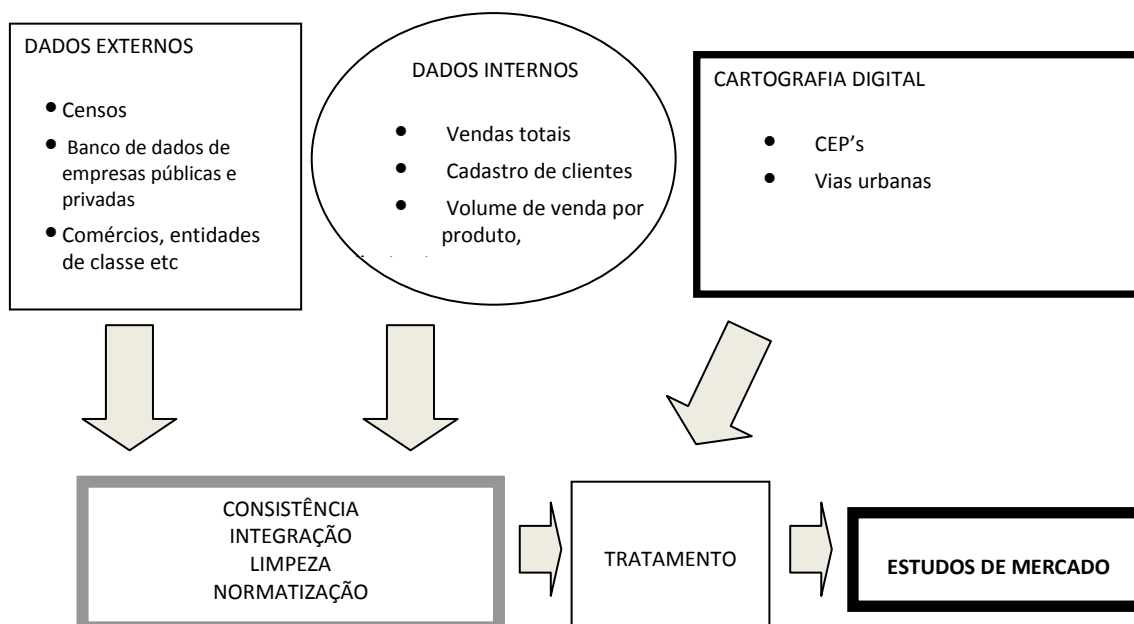 DADOS EXTERNOS
• Censos
• Banco de dados de
empresas públicas e
privadas
• Comércios, entidades
de classe etc
DADOS INTERNOS
• Vendas totais
• Cadastro de clientes
• Volume de venda por
produto,
CARTOGRAFIA DIGITAL
• CEP’s
• Vias urbanas
CONSISTÊNCIA
INTEGRAÇÃO
LIMPEZA
NORMATIZAÇÃO
TRATAMENTO
ESTUDOS DE MERCADO